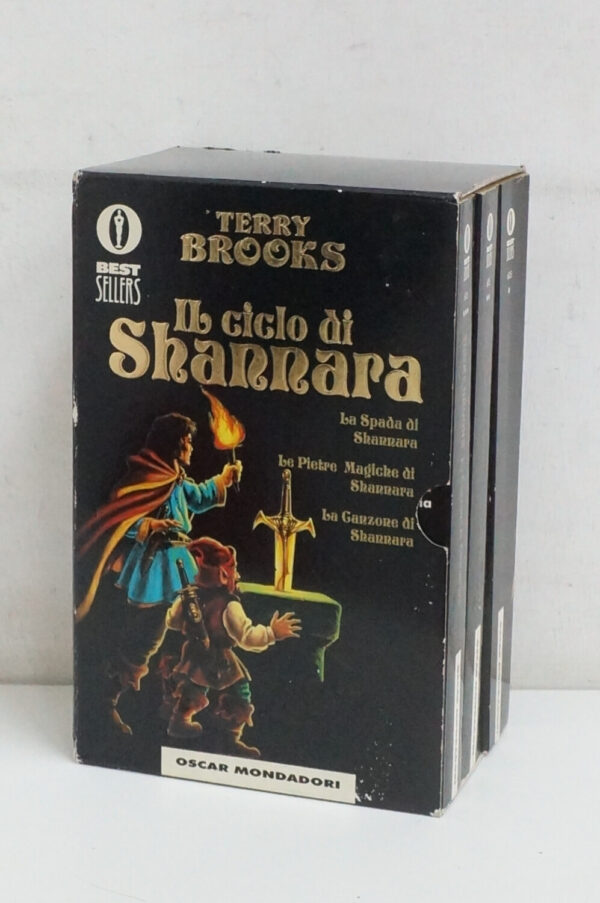 TERRY
BROOKS
BEST
SELLERS
Il ciclo di
Shannara
La Spada di
Shannara
Le Pietre Magiche di
Shannara
La Canzone di
Shannara
na
OSCAR MONDADORI